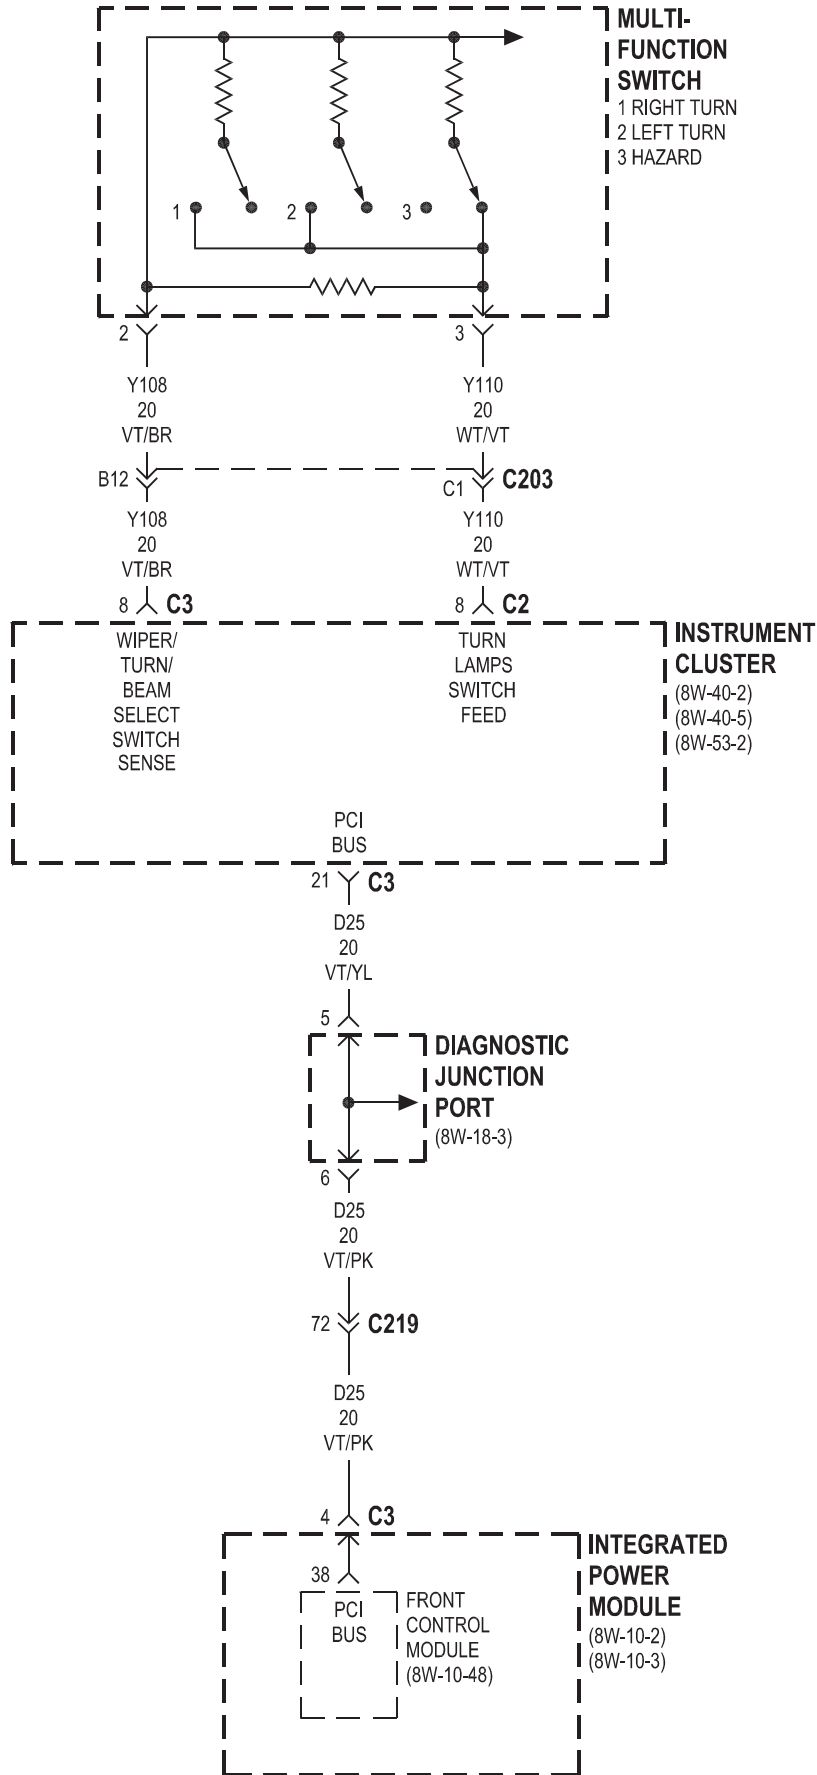 MULTI-
FUNCTION
SWITCH
1 RIGHT TURN
2 LEFT TURN
3 HAZARD
1
2
3
2
3
Y108
20
VT/BR
Y110
20
WT/VT
B12
C1
C203
Y108
20
VT/BR
Y110
20
WT/VT
8
C3
8
C2
WIPER/
TURN/
BEAM
SELECT
SWITCH
SENSE
TURN
LAMPS
SWITCH
FEED
INSTRUMENT
CLUSTER
(8W-40-2)
(8W-40-5)
(8W-53-2)
PCI
BUS
21
C3
D25
20
VT/YL
5
DIAGNOSTIC
JUNCTION
PORT
(8W-18-3)
6
D25
20
VT/PK
72
C219
D25
20
VT/PK
4
C3
INTEGRATED
POWER
MODULE
(8W-10-2)
(8W-10-3)
38
PCI
BUS
FRONT
CONTROL
MODULE
(8W-10-48)